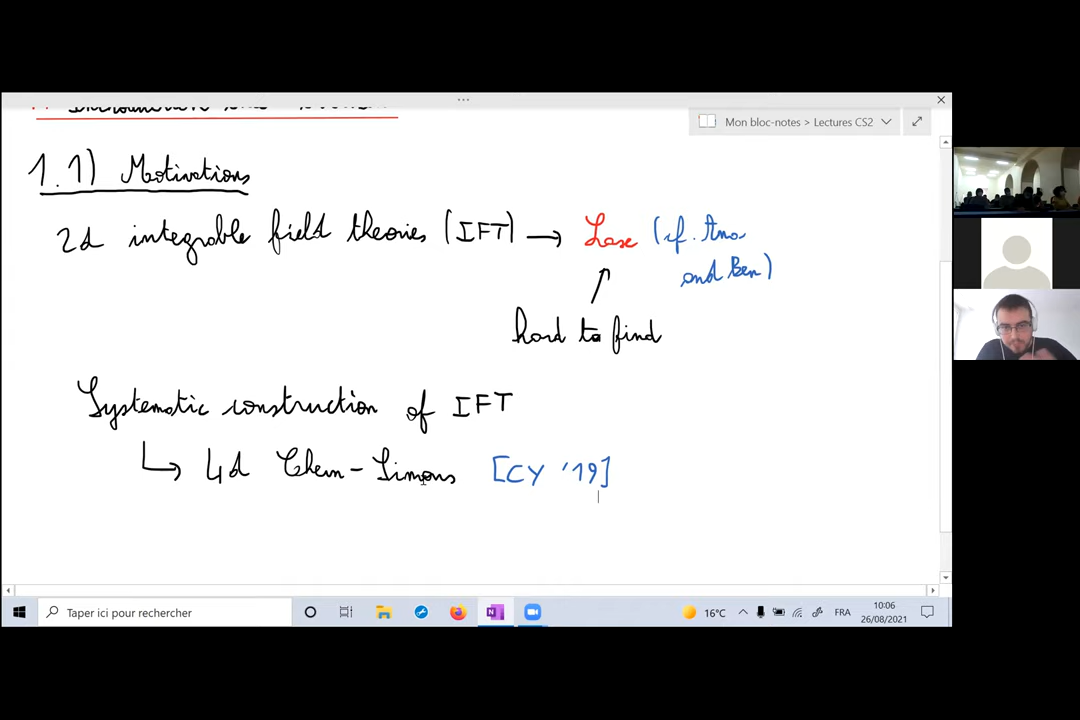 Mon bloc-notes > Lectures CS2
1.1) Motivations
2d integrable field theories (IFT) → Lax (cf. Ana
and Ben)
hard to find
Systematic construction of IFT
↳ 4d Chern-Simons [CY '19]
Taper ici pour rechercher
16°C
FRA
10:06
26/08/2021